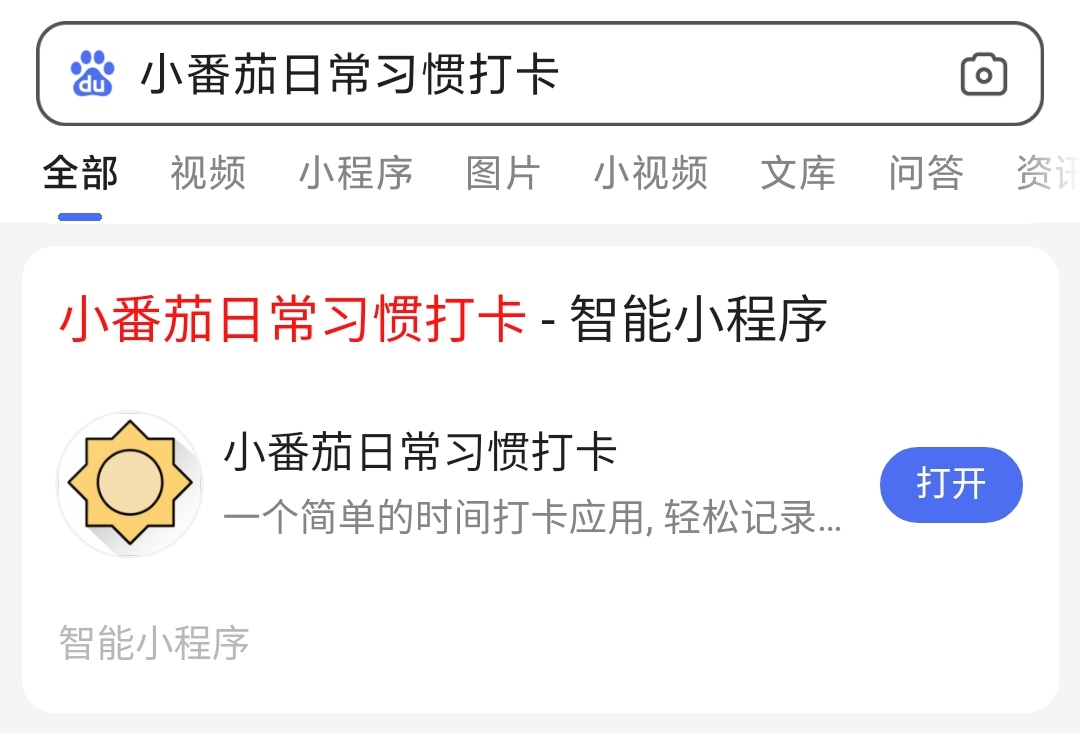 du 小番茄日常习惯打卡
全部 视频 小程序 图片 小视频 文库 问答 资讯
小番茄日常习惯打卡 - 智能小程序
小番茄日常习惯打卡
一个简单的时间打卡应用, 轻松记录...
打开
智能小程序